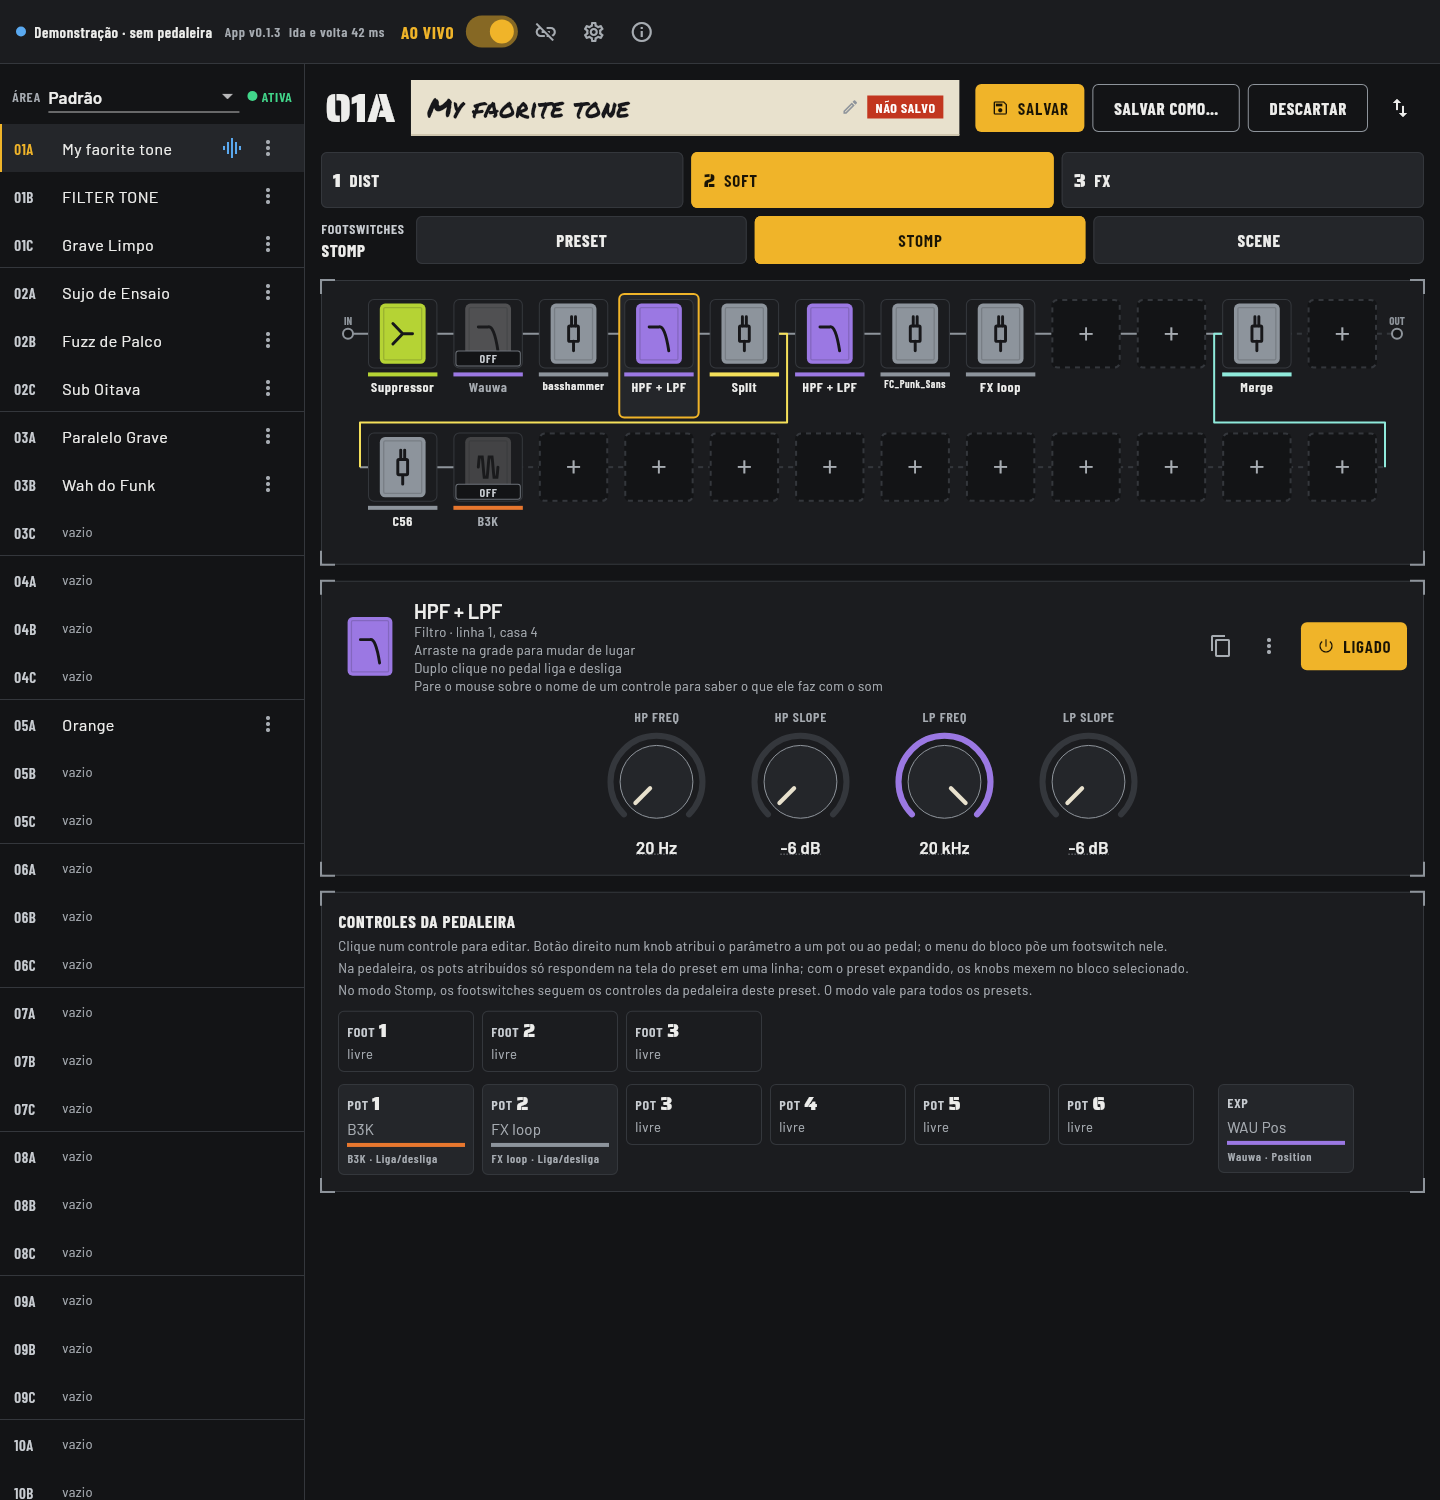 Demonstração · sem pedaleira App v0.1.3 Ida e volta 42 ms AO VIVO
ÁREA Padrão ATIVA
01A My faorite tone
01B FILTER TONE
01C Grave Limpo
02A Sujo de Ensaio
02B Fuzz de Palco
02C Sub Oitava
03A Paralelo Grave
03B Wah do Funk
03C vazio
04A vazio
04B vazio
04C vazio
05A Orange
05B vazio
05C vazio
06A vazio
06B vazio
06C vazio
07A vazio
07B vazio
07C vazio
08A vazio
08B vazio
08C vazio
09A vazio
09B vazio
09C vazio
10A vazio
10B vazio
01A My faorite tone NÃO SALVO SALVAR SALVAR COMO... DESCARTAR
1 DIST 2 SOFT 3 FX
FOOTSWITCHES
STOMP PRESET STOMP SCENE
IN OUT
OFF
Suppressor Wauwa basshammer HPF + LPF Split HPF + LPF FC_Punk_Sans FX loop Merge
OFF
C56 B3K
HPF + LPF
Filtro · linha 1, casa 4
Arraste na grade para mudar de lugar
Duplo clique no pedal liga e desliga
Pare o mouse sobre o nome de um controle para saber o que ele faz com o som
LIGADO
HP FREQ HP SLOPE LP FREQ LP SLOPE
20 Hz -6 dB 20 kHz -6 dB
CONTROLES DA PEDALEIRA
Clique num controle para editar. Botão direito num knob atribui o parâmetro a um pot ou ao pedal; o menu do bloco põe um footswitch nele.
Na pedaleira, os pots atribuídos só respondem na tela do preset em uma linha; com o preset expandido, os knobs mexem no bloco selecionado.
No modo Stomp, os footswitches seguem os controles da pedaleira deste preset. O modo vale para todos os presets.
FOOT 1 FOOT 2 FOOT 3
livre livre livre
POT 1 POT 2 POT 3 POT 4 POT 5 POT 6 EXP
B3K FX loop livre livre livre livre WAU Pos
B3K · Liga/desliga FX loop · Liga/desliga Wauwa · Position